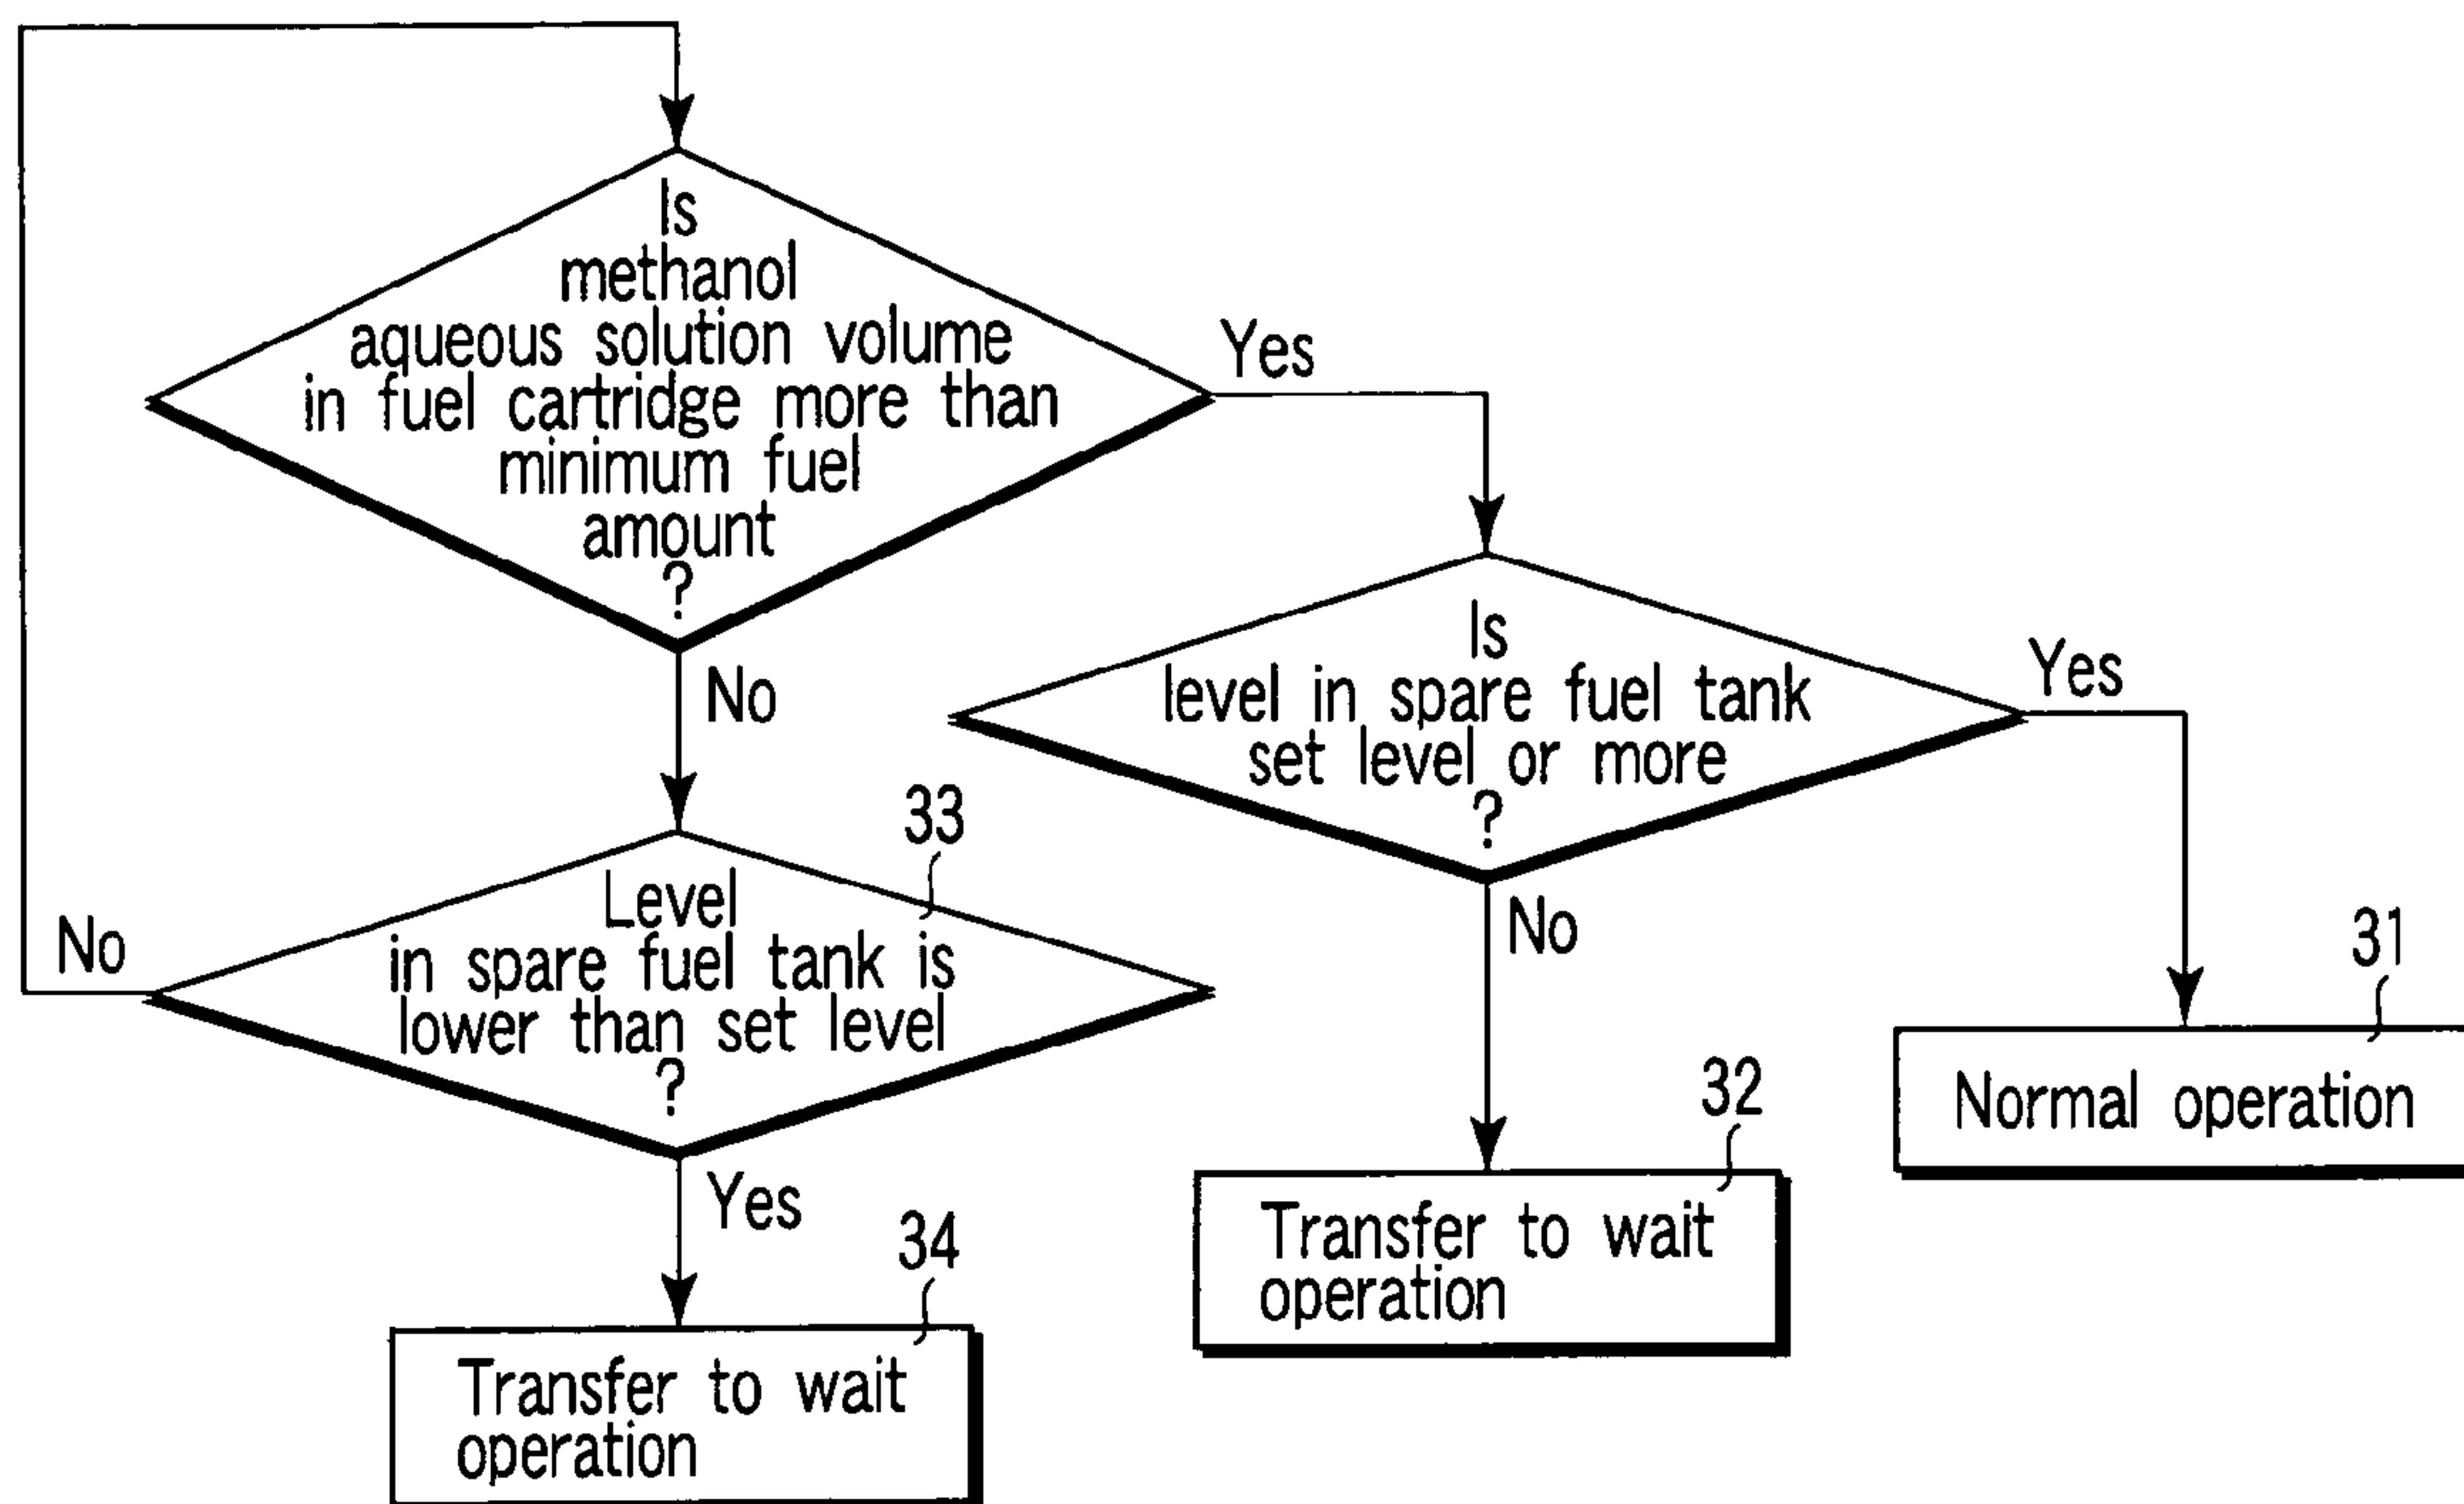 Is
methanol
aqueous solution volume
in fuel cartridge more than
minimum fuel
amount
?
Yes
No
Is
level in spare fuel tank
set level or more
?
Yes
No
33
Level
in spare fuel tank is
lower than set level
?
No
Yes
31
Normal operation
32
Transfer to wait
operation
34
Transfer to wait
operation